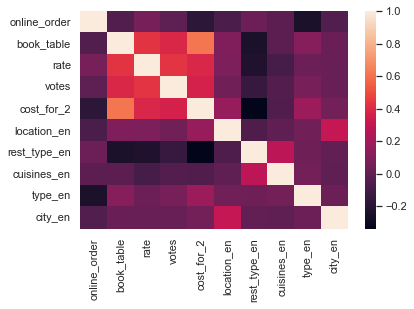 online_order
book_table
rate
votes
cost_for_2
location_en
rest_type_en
cuisines_en
type_en
city_en
online_order
book_table
rate
votes
cost_for_2
location_en
rest_type_en
cuisines_en
type_en
city_en
1.0
0.8
0.6
0.4
0.2
0.0
−0.2